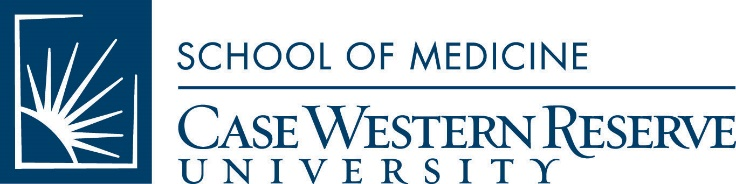 SCHOOL OF MEDICINE
CASE WESTERN RESERVE
UNIVERSITY